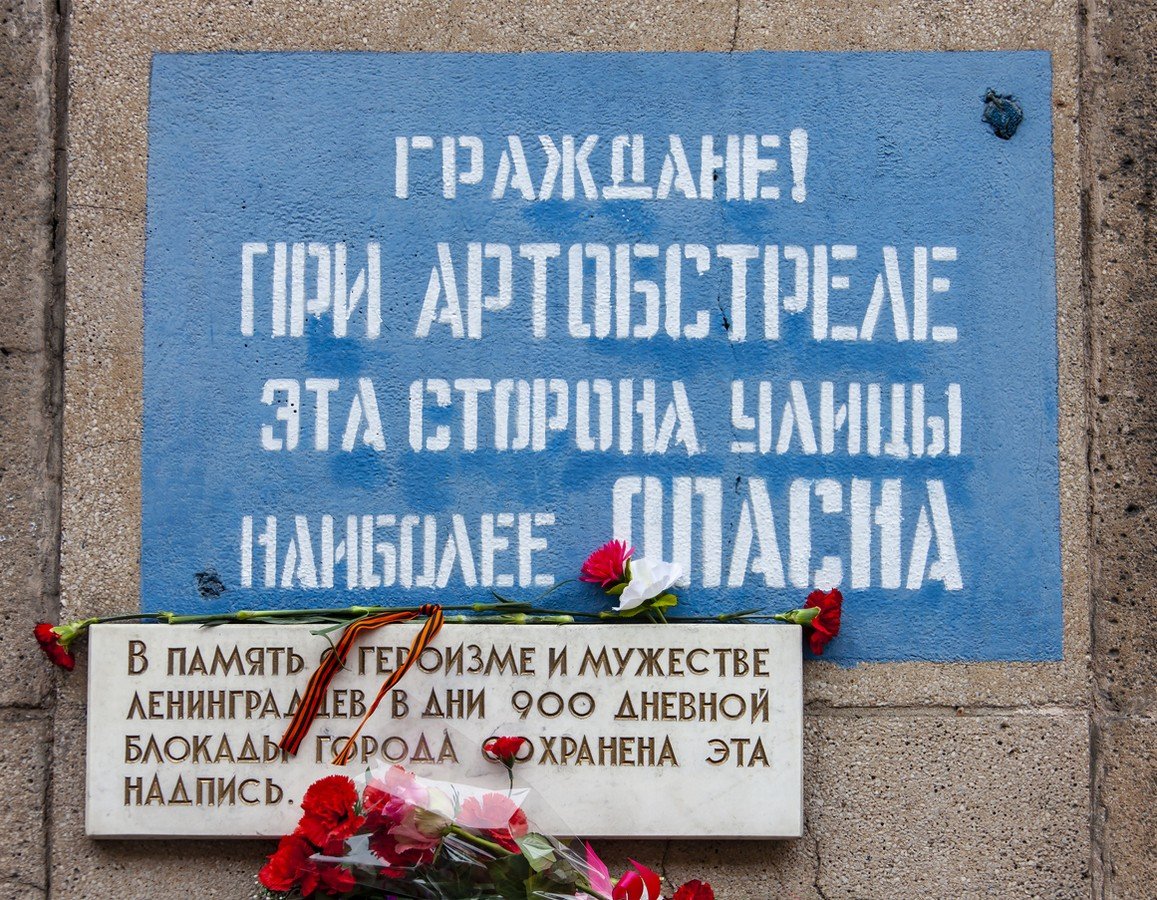 ГРАЖДАНЕ!
ПРИ АРТОБСТРЕЛЕ
ЭТА СТОРОНА УЛИЦЫ
НАИБОЛЕЕ ОПАСНА
В ПАМЯТЬ О ГЕРОИЗМЕ И МУЖЕСТВЕ
ЛЕНИНГРАДЦЕВ В ДНИ 900 ДНЕВНОЙ
БЛОКАДЫ ГОРОДА СОХРАНЕНА ЭТА
НАДПИСЬ.